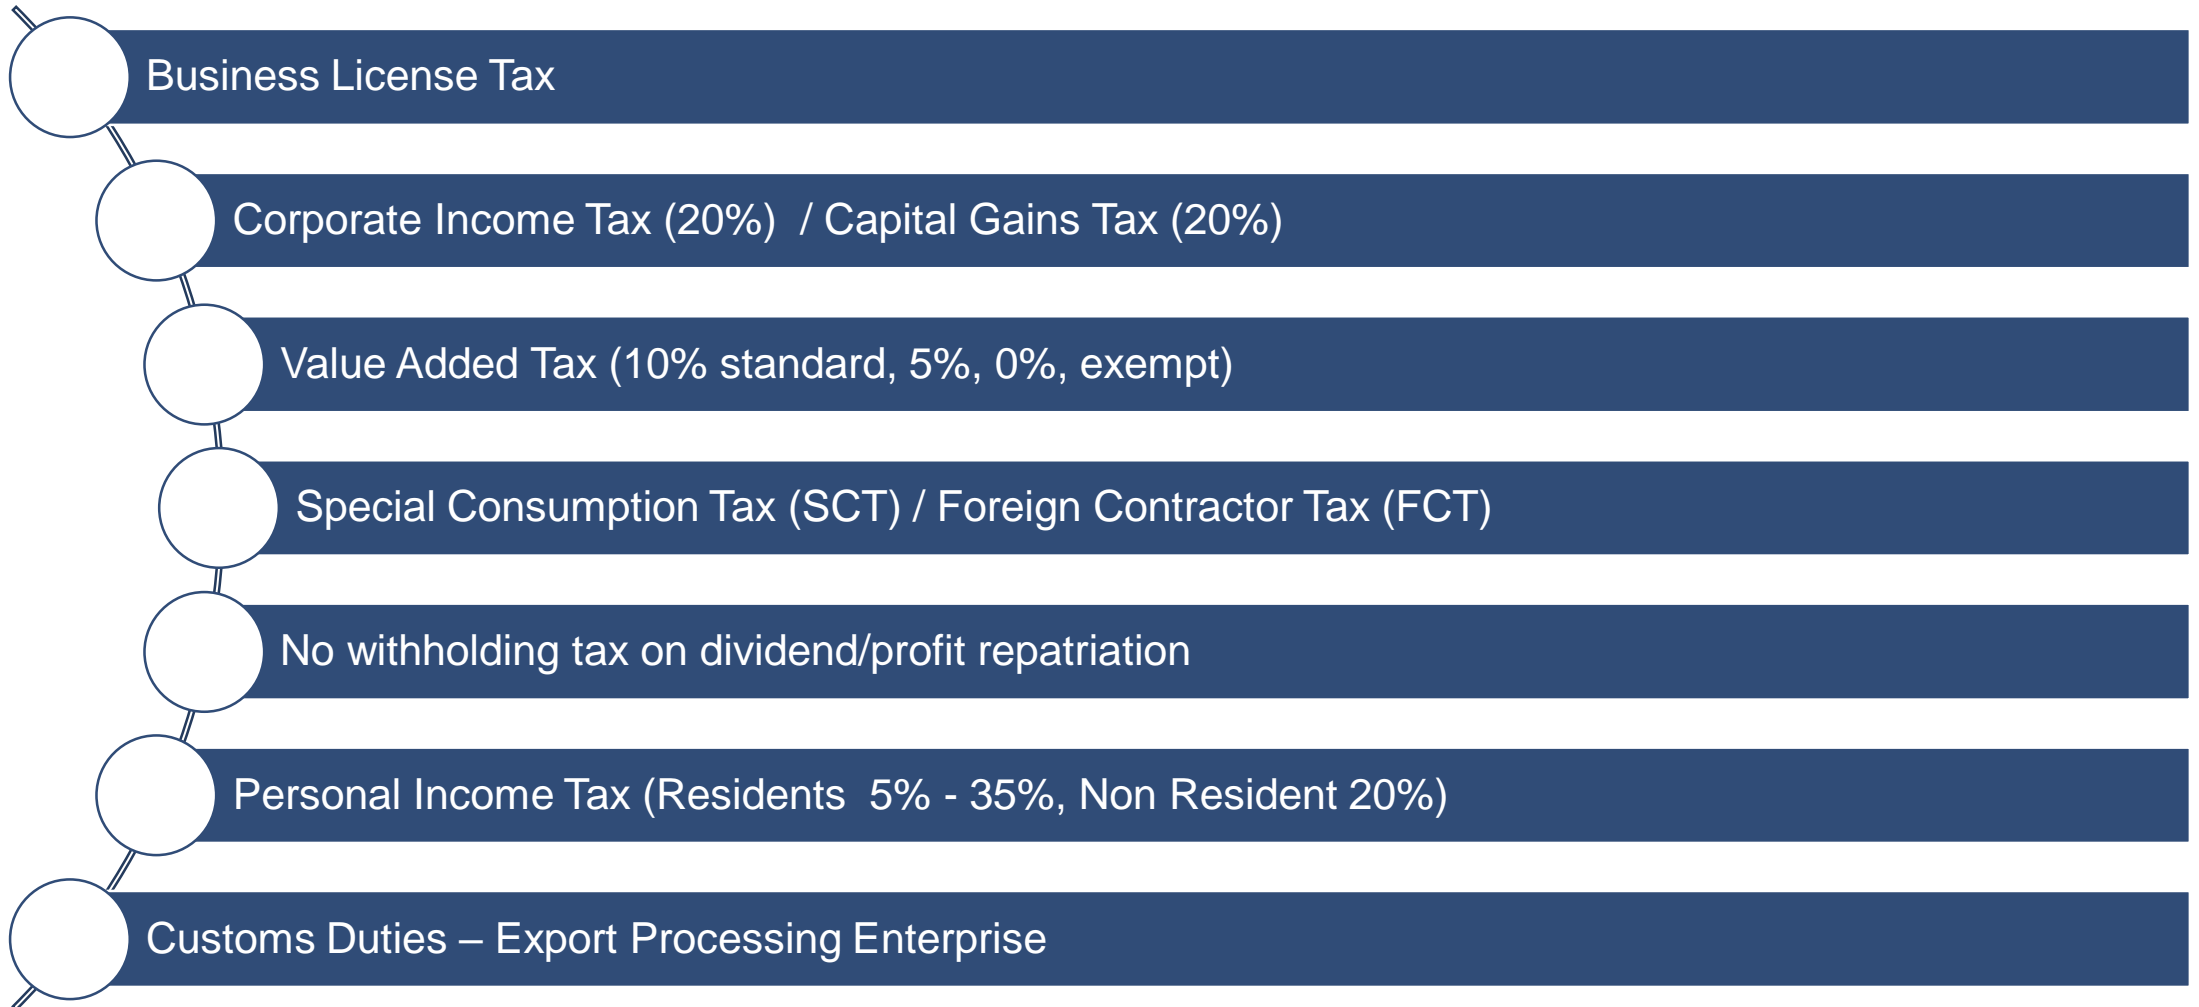 Business License Tax
Corporate Income Tax (20%)  / Capital Gains Tax (20%)
Value Added Tax (10% standard, 5%, 0%, exempt)
Special Consumption Tax (SCT) / Foreign Contractor Tax (FCT)
No withholding tax on dividend/profit repatriation
Personal Income Tax (Residents  5% - 35%, Non Resident 20%)
Customs Duties – Export Processing Enterprise